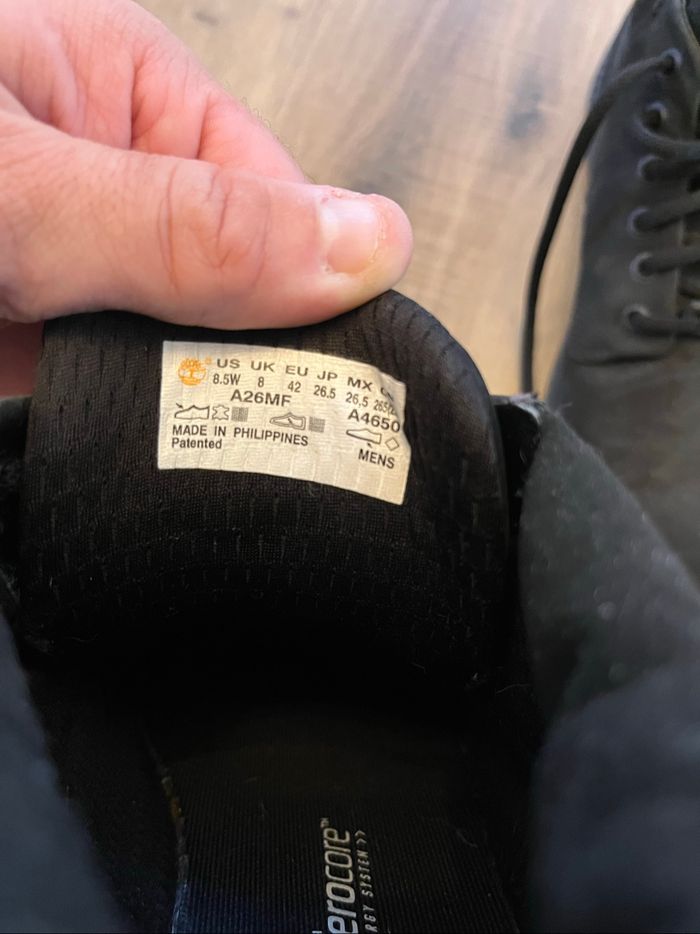 US UK EU JP MX
8.5W 8 42 26.5 26,5
A26MF A4650
MADE IN PHILIPPINES
Patented
MENS
erocore™
RGY SYSTEM >>